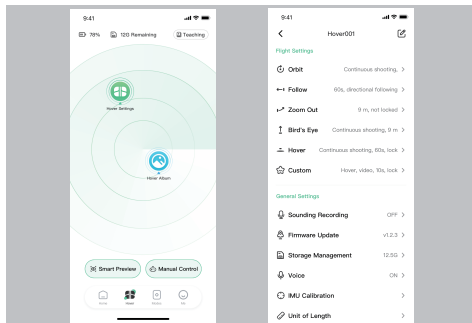 9:41
78%
12G Remaining
Teaching
Hover Settings
Hover Album
Smart Preview
Manual Control
Home
Hover
Me
9:41
Hover001
Flight Settings
Orbit Continuous shooting,
Follow 60s, directional following
Zoom Out 9 m, not locked
Bird's Eye Continuous shooting, 9 m
Hover Continuous shooting, 60s, lock
Custom Hover, video, 10s, lock
General Settings
Sounding Recording OFF
Firmware Update v1.2.3
Storage Management 12.5G
Voice ON
IMU Calibration
Unit of Length